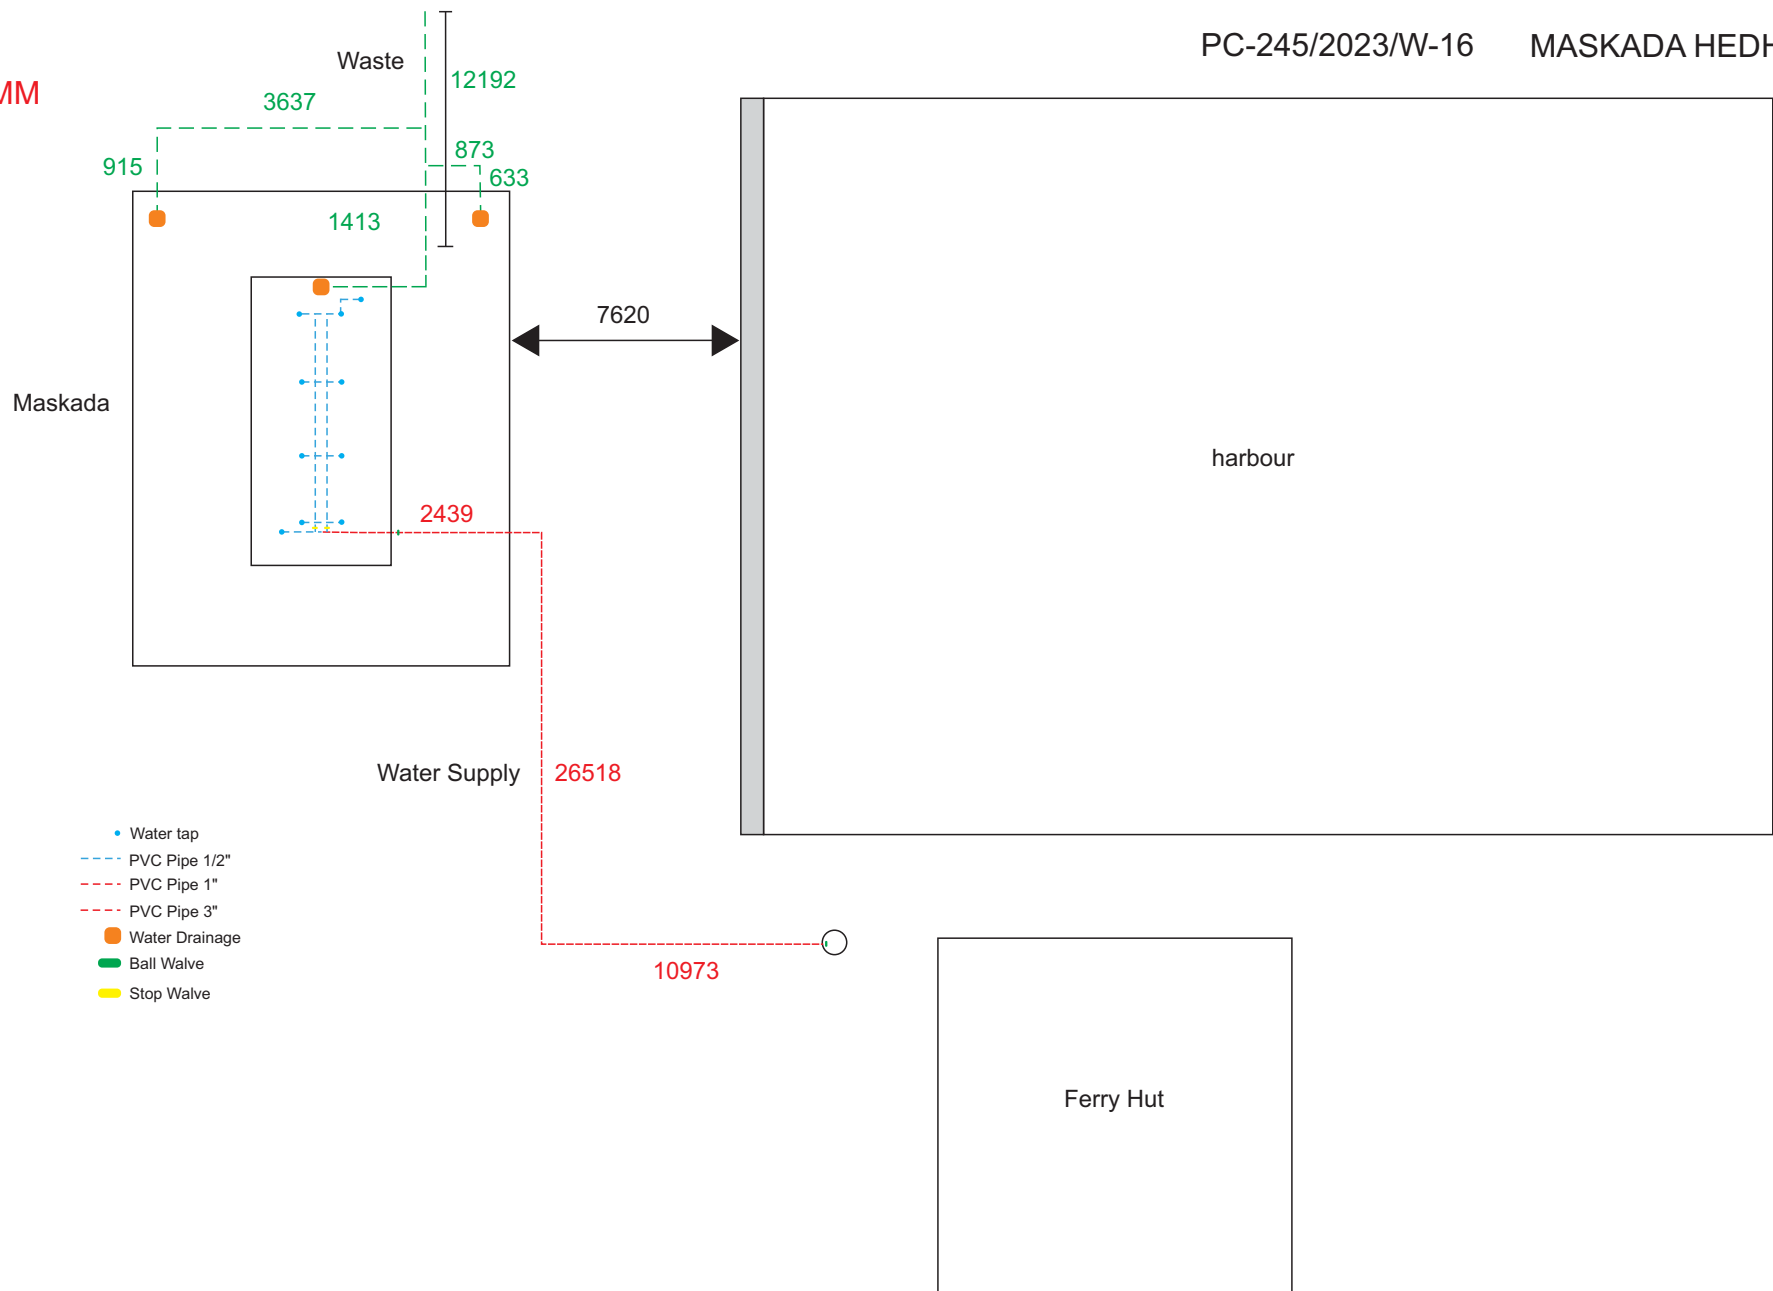 PC-245/2023/W-16 MASKADA HEDH
MM
Waste
12192
3637
873
915
633
1413
7620
Maskada
harbour
2439
Water Supply
26518
Water tap
PVC Pipe 1/2"
PVC Pipe 1"
PVC Pipe 3"
Water Drainage
Ball Walve
Stop Walve
10973
Ferry Hut